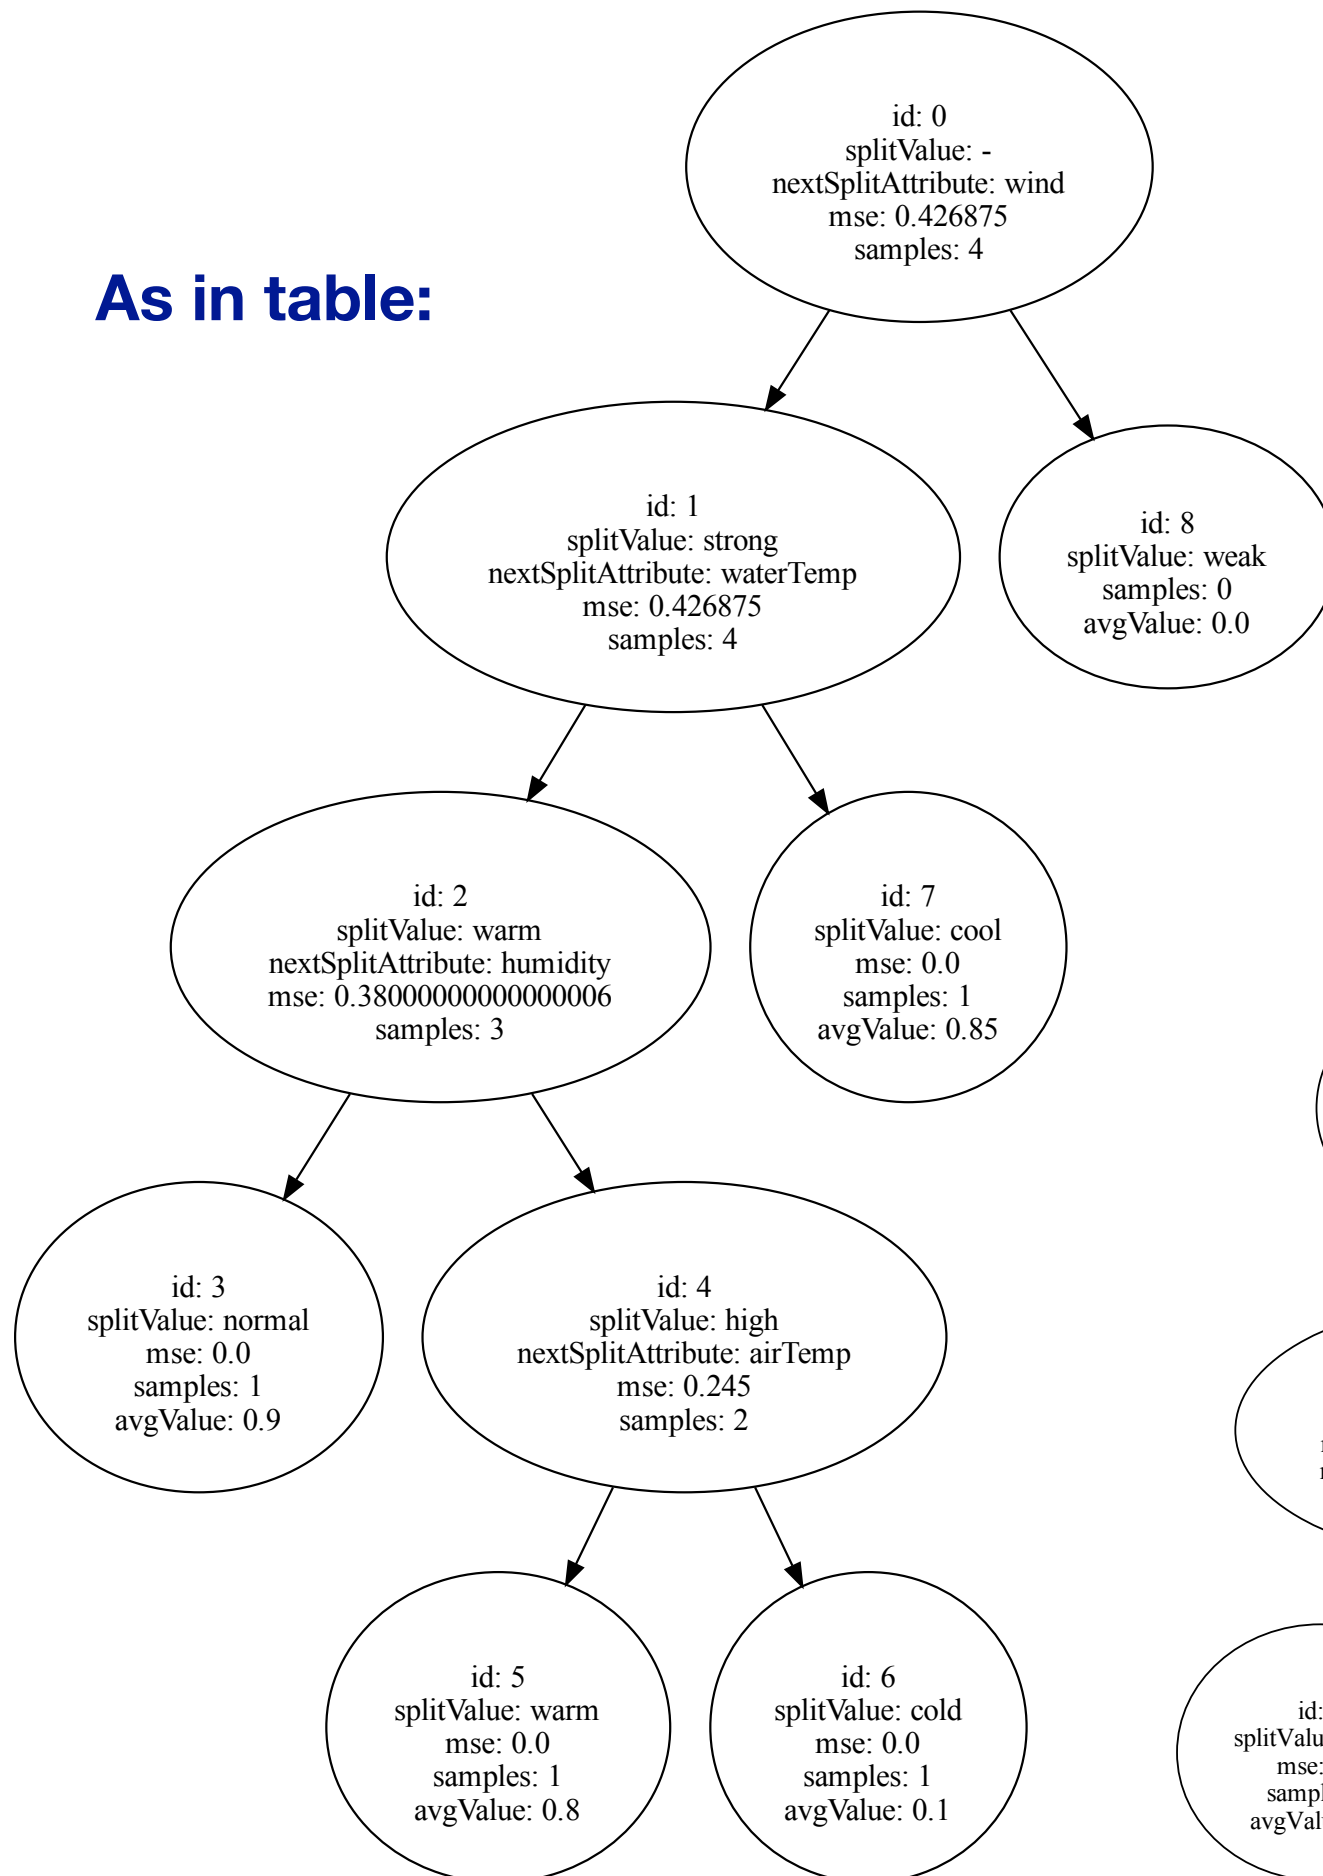 As in table:
id: 0
splitValue: -
nextSplitAttribute: wind
mse: 0.426875
samples: 4
id: 1
splitValue: strong
nextSplitAttribute: waterTemp
mse: 0.426875
samples: 4
id: 8
splitValue: weak
samples: 0
avgValue: 0.0
id: 2
splitValue: warm
nextSplitAttribute: humidity
mse: 0.38000000000000006
samples: 3
id: 7
splitValue: cool
mse: 0.0
samples: 1
avgValue: 0.85
id: 3
splitValue: normal
mse: 0.0
samples: 1
avgValue: 0.9
id: 4
splitValue: high
nextSplitAttribute: airTemp
mse: 0.245
samples: 2
id: 5
splitValue: warm
mse: 0.0
samples: 1
avgValue: 0.8
id: 6
splitValue: cold
mse: 0.0
samples: 1
avgValue: 0.1
id:
mse: